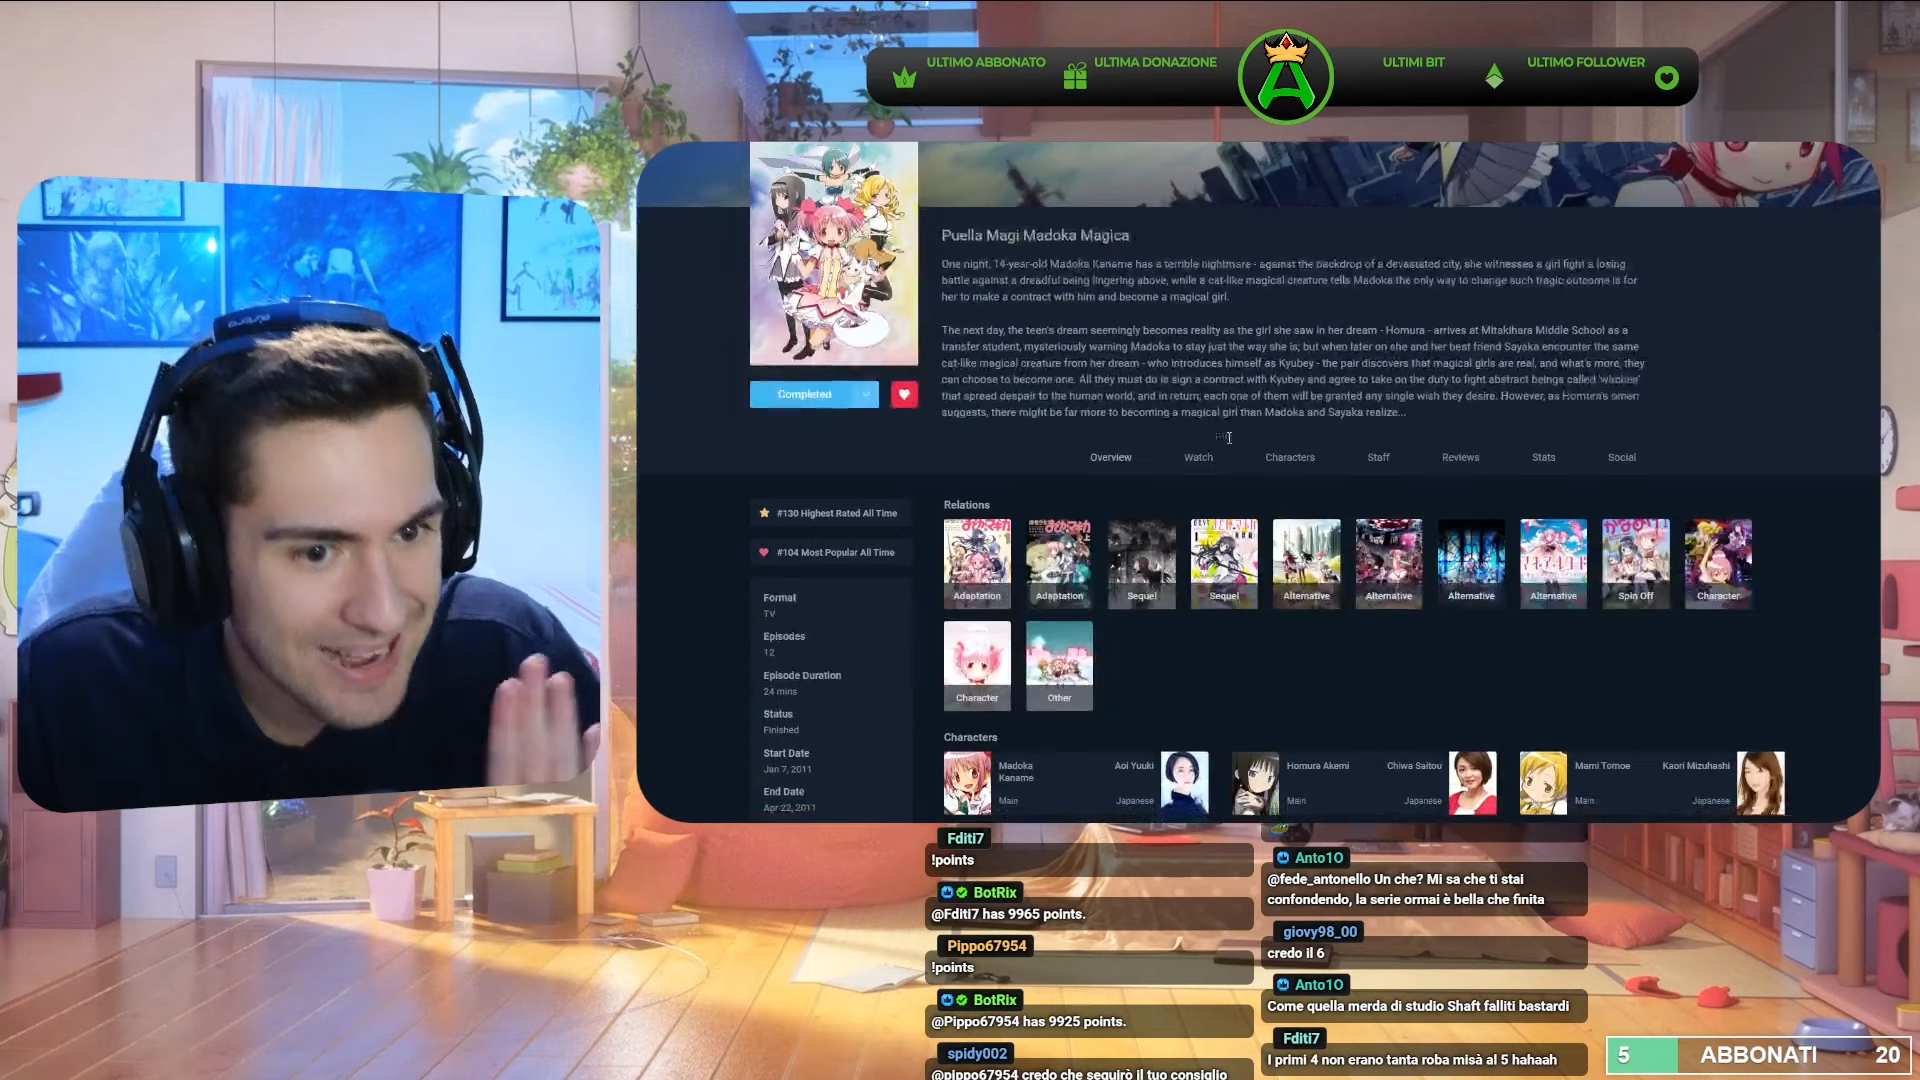 ULTIMO ABBONATO
ULTIMA DONAZIONE
ULTIMI BIT
ULTIMO FOLLOWER
Puella Magi Madoka Magica
One night, 14-year-old Madoka Kaname has a terrible nightmare - against the backdrop of a devastated city, she witnesses a girl fight a losing
battle against a dreadful being lingering above, while a cat-like magical creature tells Madoka the only way to change such tragic outcome is for
her to make a contract with him and become a magical girl.
The next day, the teen's dream seemingly becomes reality as the girl she saw in her dream - Homura - arrives at Mitakihara Middle School as a
transfer student, mysteriously warning Madoka to stay just the way she is; but when later on she and her best friend Sayaka encounter the same
cat-like magical creature from her dream - who introduces himself as Kyubey - the pair discovers that magical girls are real, and what's more, they
can choose to become one. All they must do is sign a contract with Kyubey and agree to take on the duty to fight abstract beings called 'witches'
that spread despair to the human world, and in return, each one of them will be granted any single wish they desire. However, as Homura's omen
suggests, there might be far more to becoming a magical girl than Madoka and Sayaka realize...
Completed
Overview
Watch
Characters
Staff
Reviews
Stats
Social
#130 Highest Rated All Time
#104 Most Popular All Time
Format
TV
Episodes
12
Episode Duration
24 mins
Status
Finished
Start Date
Jan 7, 2011
End Date
Apr 22, 2011
Relations
Adaptation
Adaptation
Sequel
Sequel
Alternative
Alternative
Alternative
Alternative
Spin Off
Character
Character
Other
Characters
Madoka
Kaname
Main
Aoi Yuuki
Japanese
Homura Akemi
Main
Chiwa Saitou
Japanese
Mami Tomoe
Main
Kaori Mizuhashi
Japanese
Fditi7
!points
BotRix
@Fditi7 has 9965 points.
Pippo67954
!points
BotRix
@Pippo67954 has 9925 points.
spidy002
@pippo67954 credo che seguirò il tuo consiglio
Anto1O
@fede_antonello Un che? Mi sa che ti stai
confondendo, la serie ormai è bella che finita
giovy98_00
credo il 6
Anto1O
Come quella merda di studio Shaft falliti bastardi
Fditi7
I primi 4 non erano tanta roba misà al 5 hahaah
5
ABBONATI
20